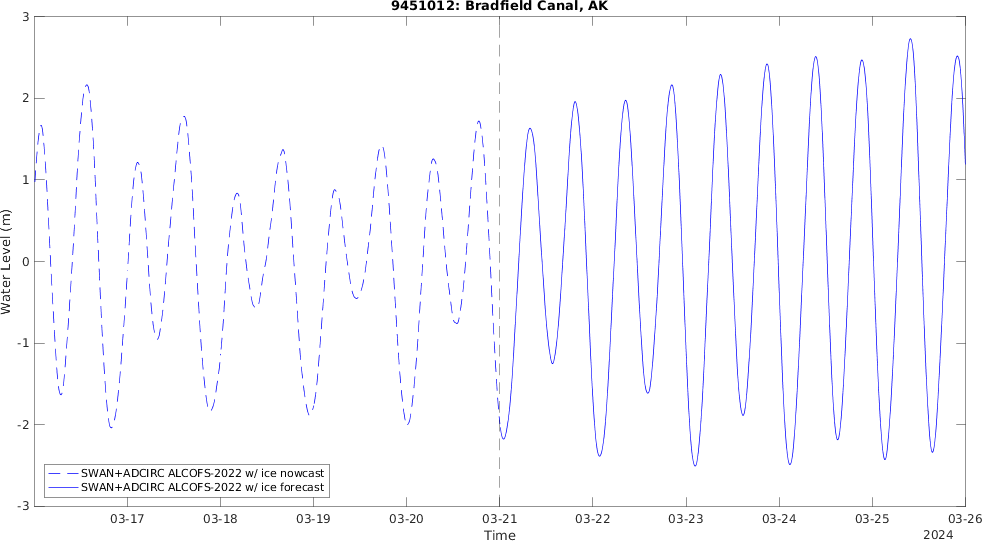 9451012: Bradfield Canal, AK
3
2
1
0
-1
-2
-3
Water Level (m)
SWAN+ADCIRC ALCOFS-2022 w/ ice nowcast
SWAN+ADCIRC ALCOFS-2022 w/ ice forecast
03-17 03-18 03-19 03-20 03-21 03-22 03-23 03-24 03-25 03-26
Time
2024